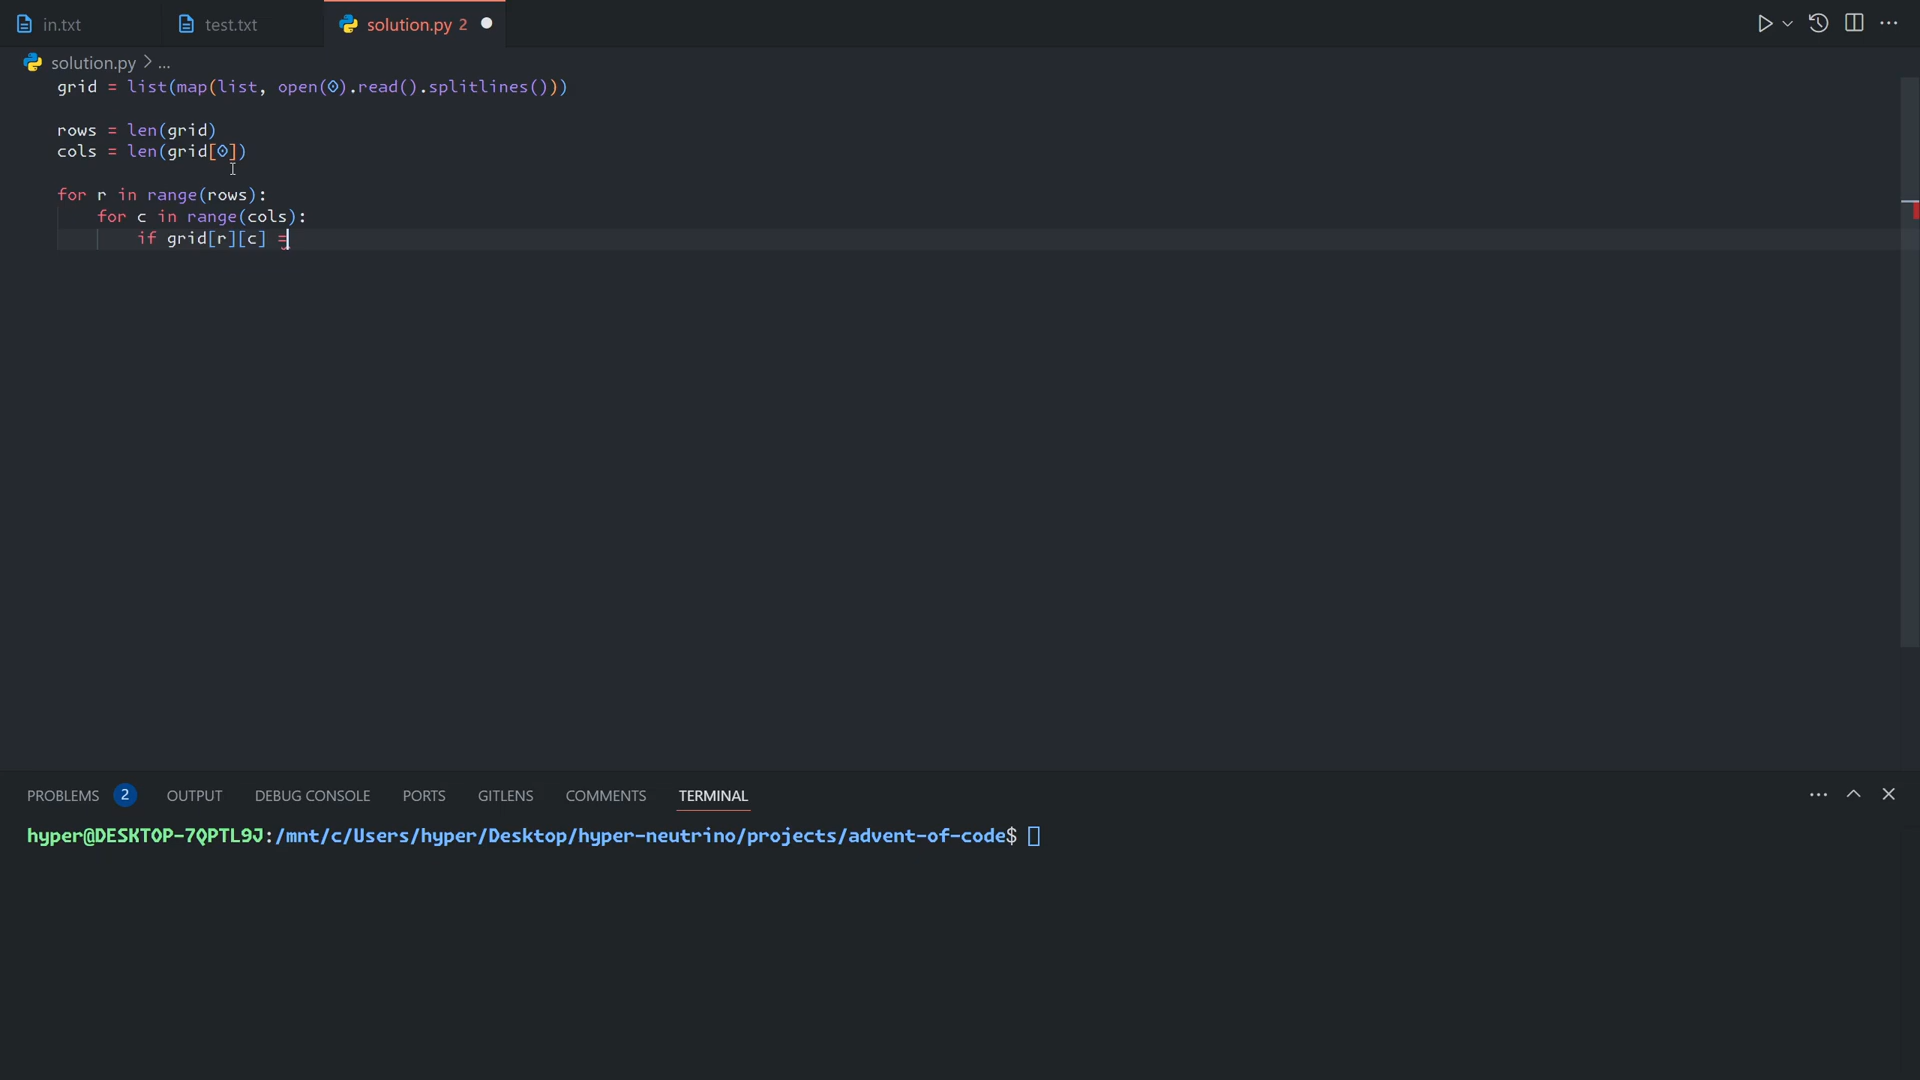 in.txt test.txt solution.py 2
solution.py > ...
grid = list(map(list, open(0).read().splitlines()))
rows = len(grid)
cols = len(grid[0])
for r in range(rows):
for c in range(cols):
if grid[r][c] =
PROBLEMS 2 OUTPUT DEBUG CONSOLE PORTS GITLENS COMMENTS TERMINAL
hyper@DESKTOP-7QPTL9J:/mnt/c/Users/hyper/Desktop/hyper-neutrino/projects/advent-of-code$